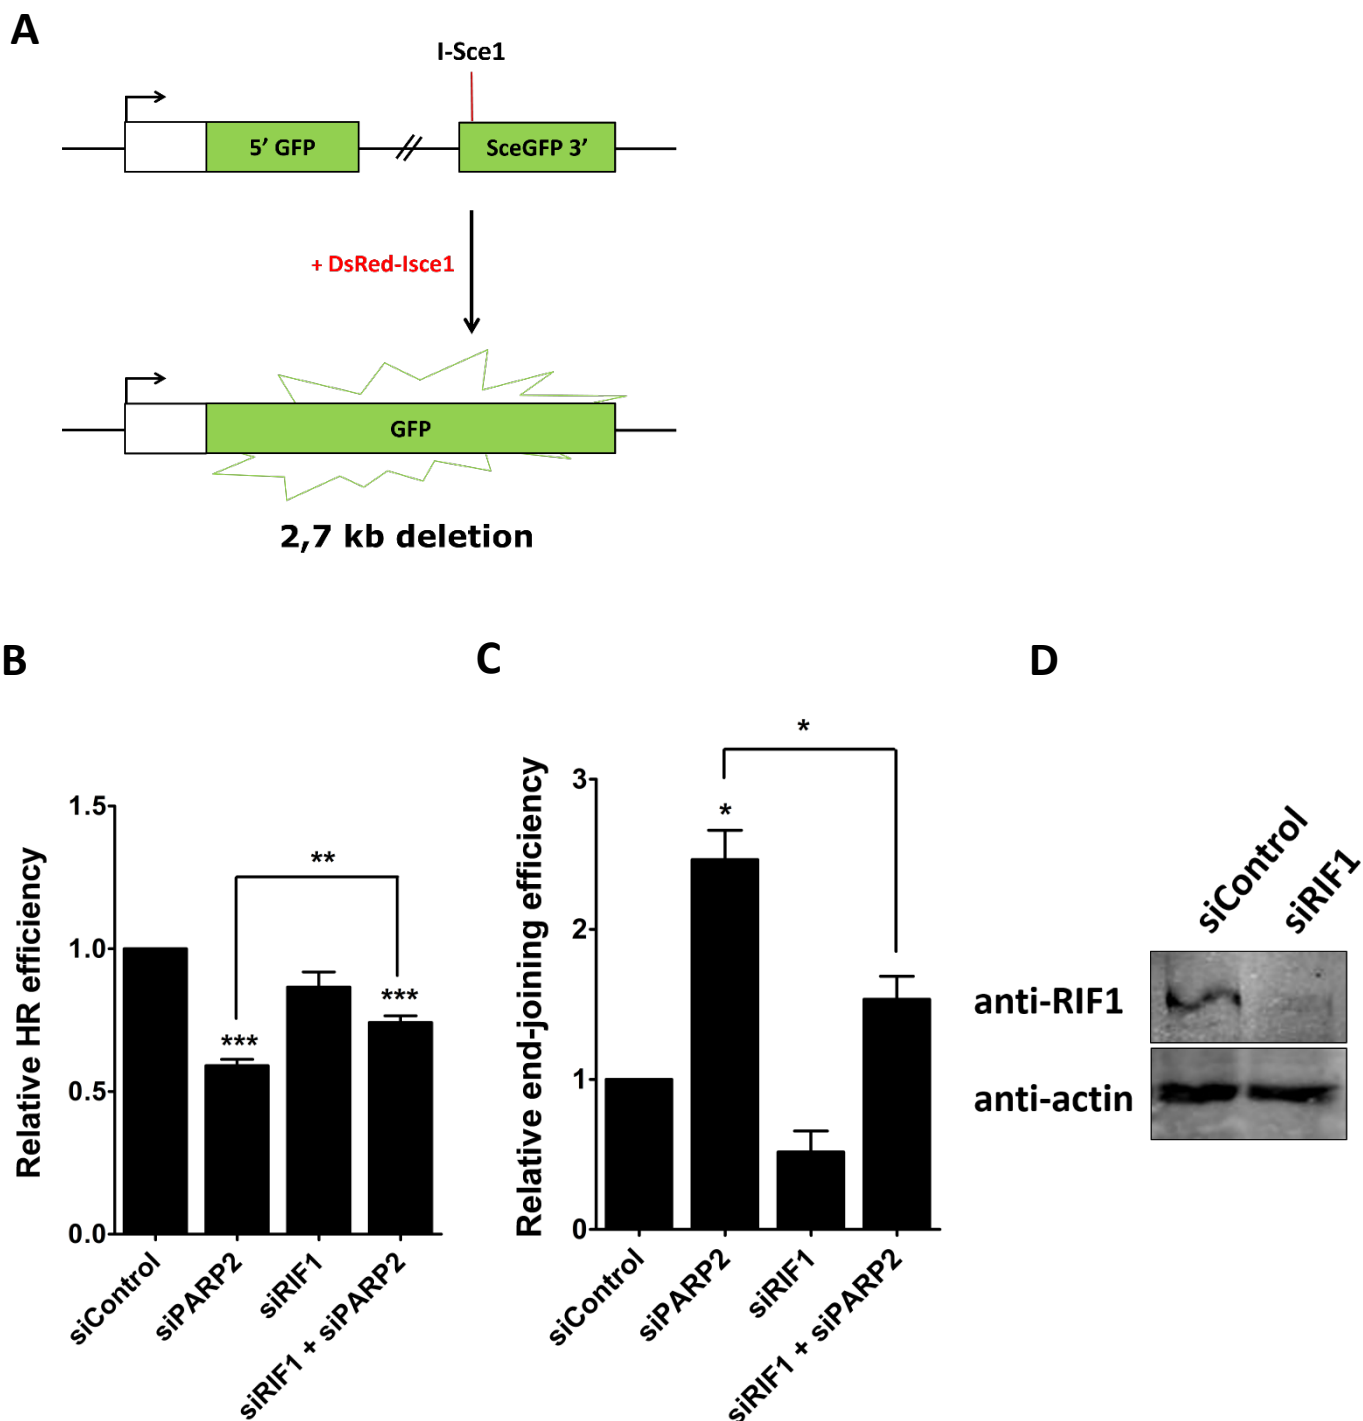 A
I-Sce1
5’ GFP
SceGFP 3’
+ DsRed-Isce1
GFP
2,7 kb deletion
B
Relative HR efficiency
1.5
1.0
0.5
0.0
**
***
***
siControl
siPARP2
siRIF1
siRIF1 + siPARP2
C
Relative end-joining efficiency
3
2
1
0
*
*
siControl
siPARP2
siRIF1
siRIF1 + siPARP2
D
siControl
siRIF1
anti-RIF1
anti-actin